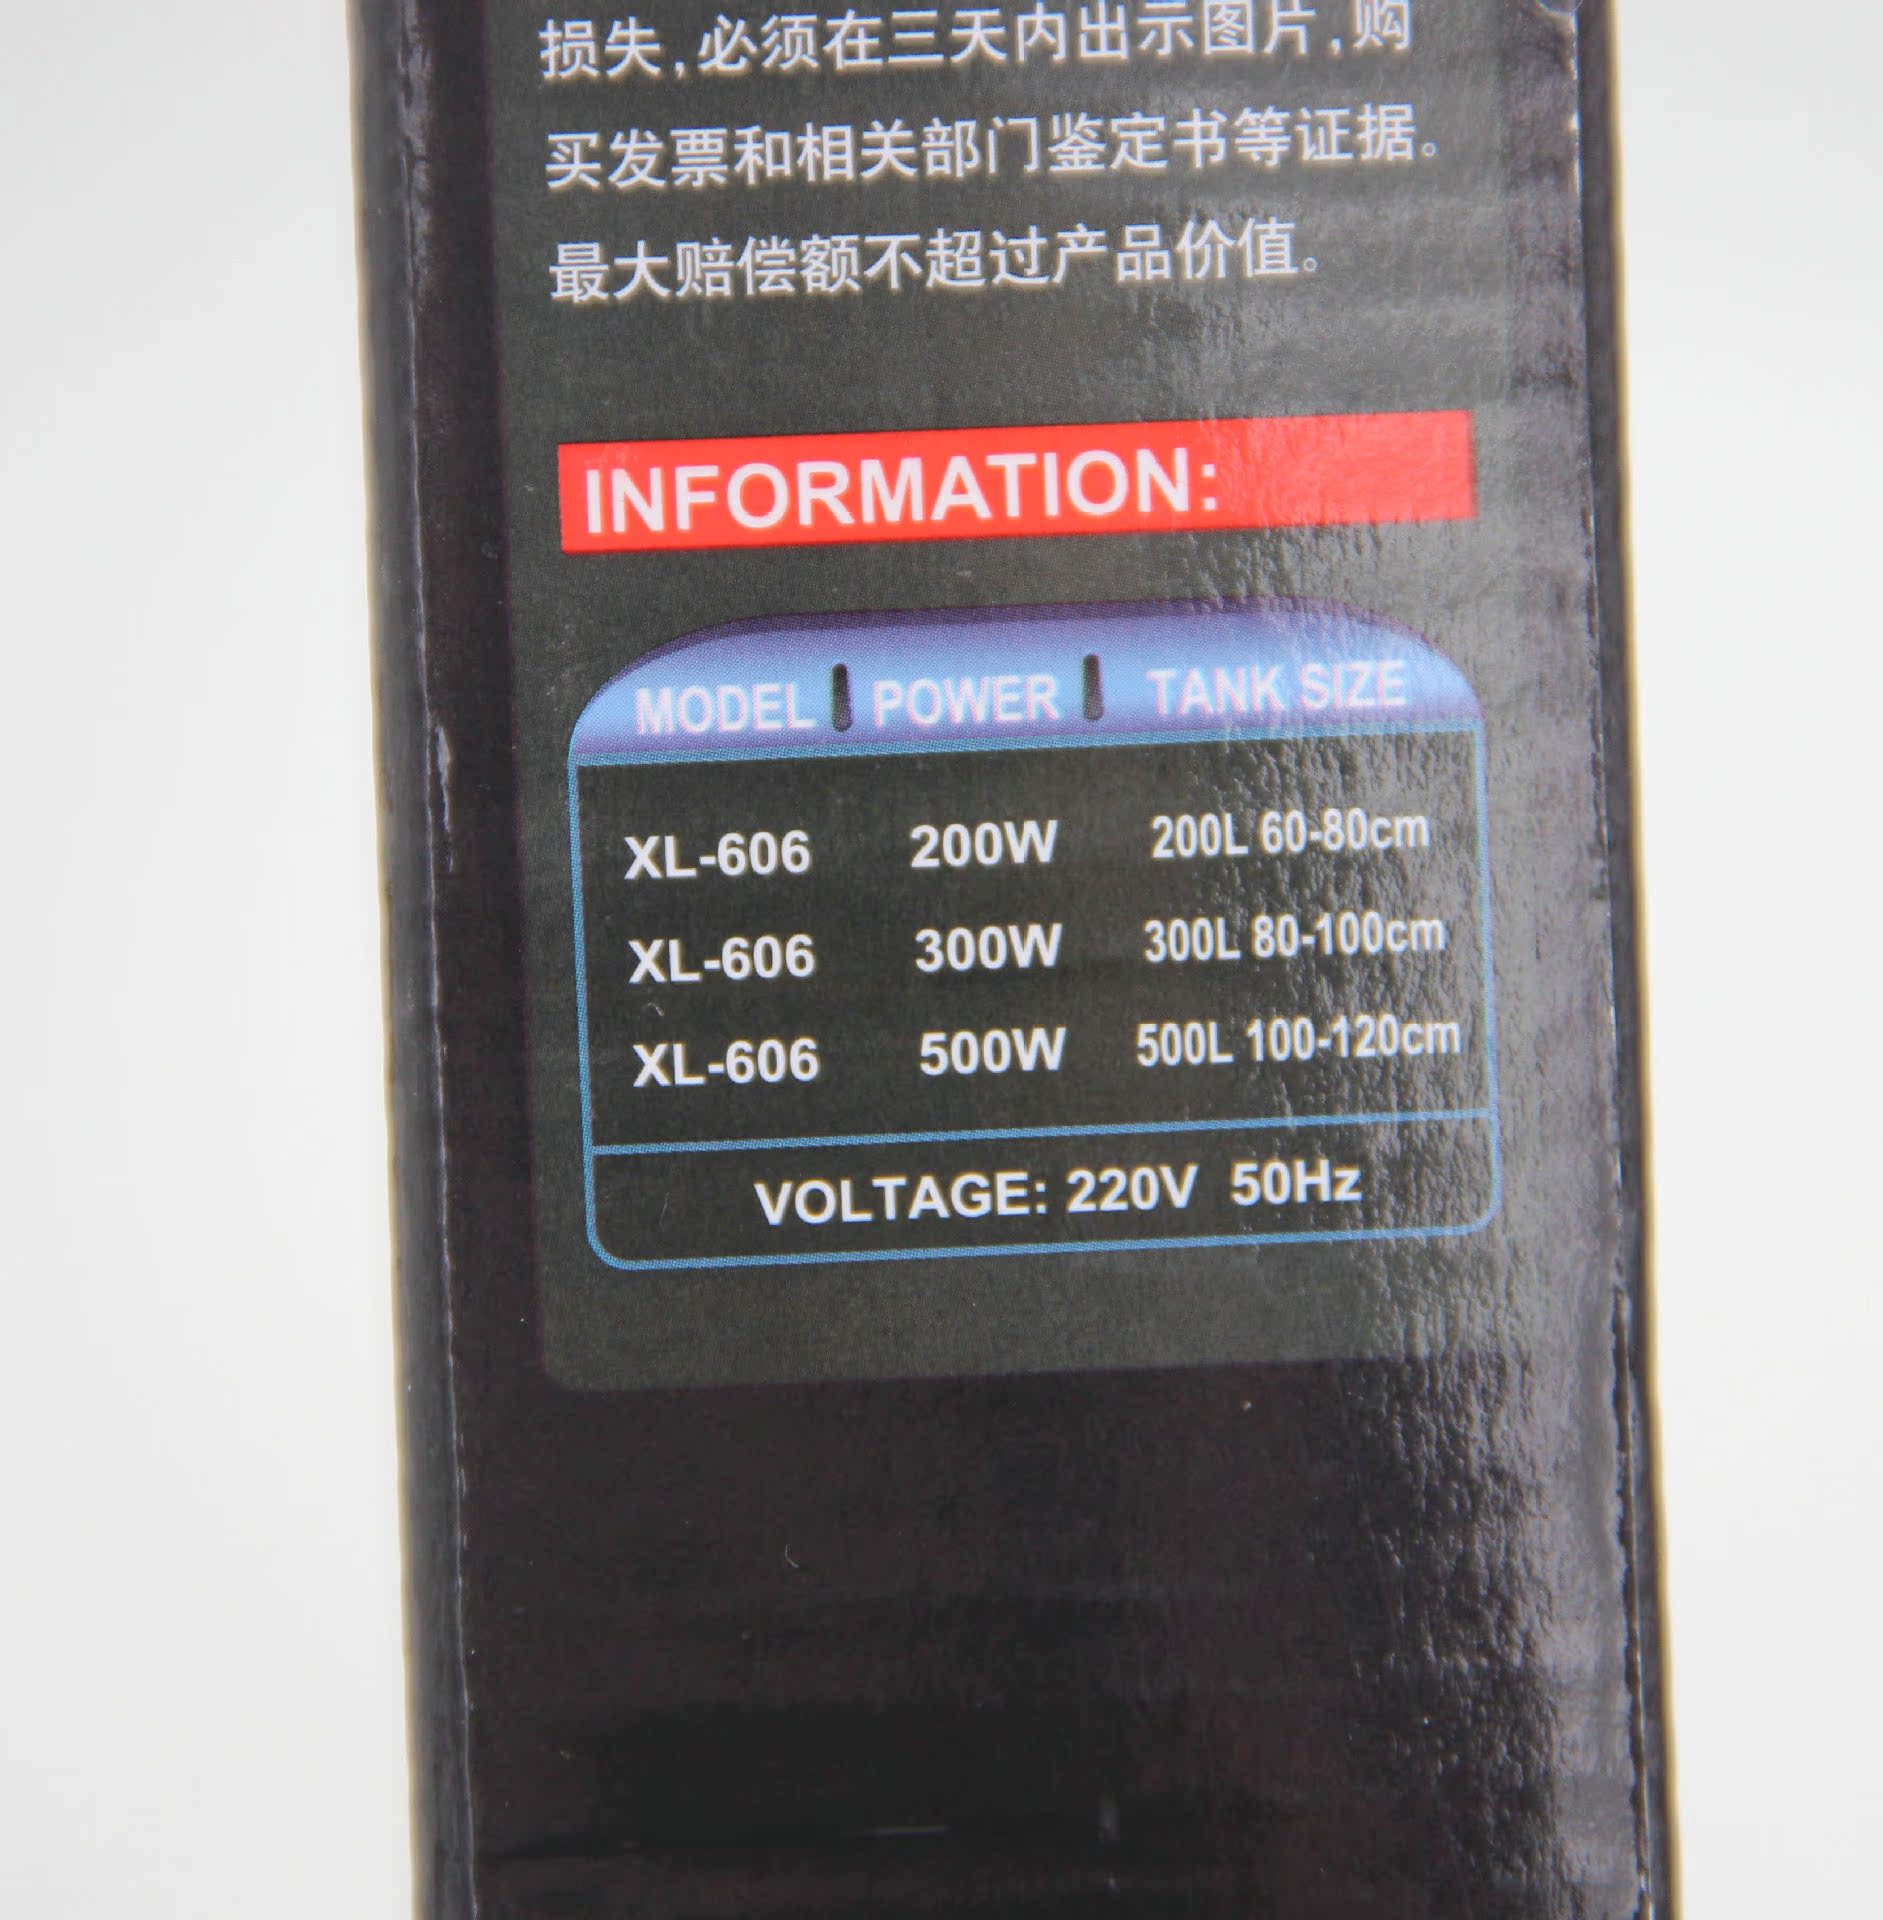 损失,必须在三天内出示图片,购
买发票和相关部门鉴定书等证据。
最大赔偿额不超过产品价值。
INFORMATION:
MODEL POWER TANK SIZE
XL-606 200W 200L 60-80cm
XL-606 300W 300L 80-100cm
XL-606 500W 500L 100-120cm
VOLTAGE: 220V 50Hz